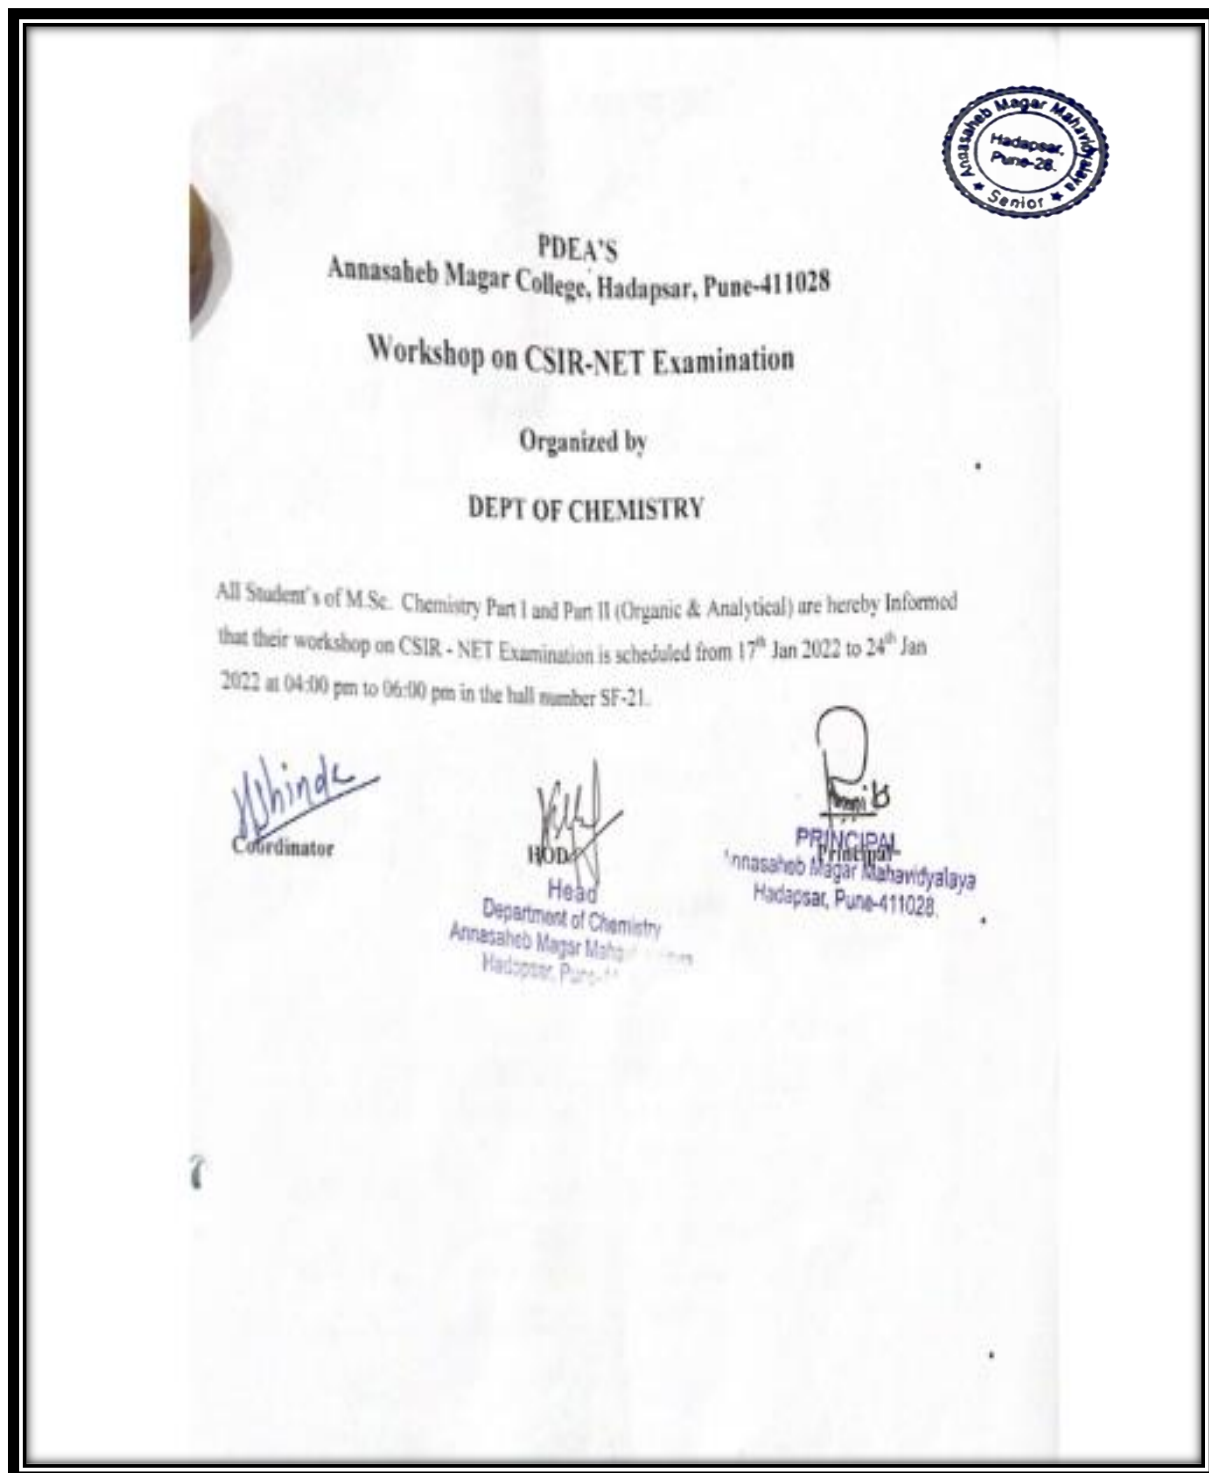 Annasaheb Magar Mahavidyalaya
Hadapsar,
Pune-28.
★ Senior ★
PDEA'S
Annasaheb Magar College, Hadapsar, Pune-411028
Workshop on CSIR-NET Examination
Organized by
DEPT OF CHEMISTRY
All Student's of M.Sc. Chemistry Part I and Part II (Organic & Analytical) are hereby Informed
that their workshop on CSIR - NET Examination is scheduled from 17th Jan 2022 to 24th Jan
2022 at 04:00 pm to 06:00 pm in the hall number SF-21.
Shinde
Coordinator
HOD
Head
Department of Chemistry
Annasaheb Magar
Hadapsar,
PRINCIPAL
Principal
Annasaheb Magar Mahavidyalaya
Hadapsar, Pune-411028.